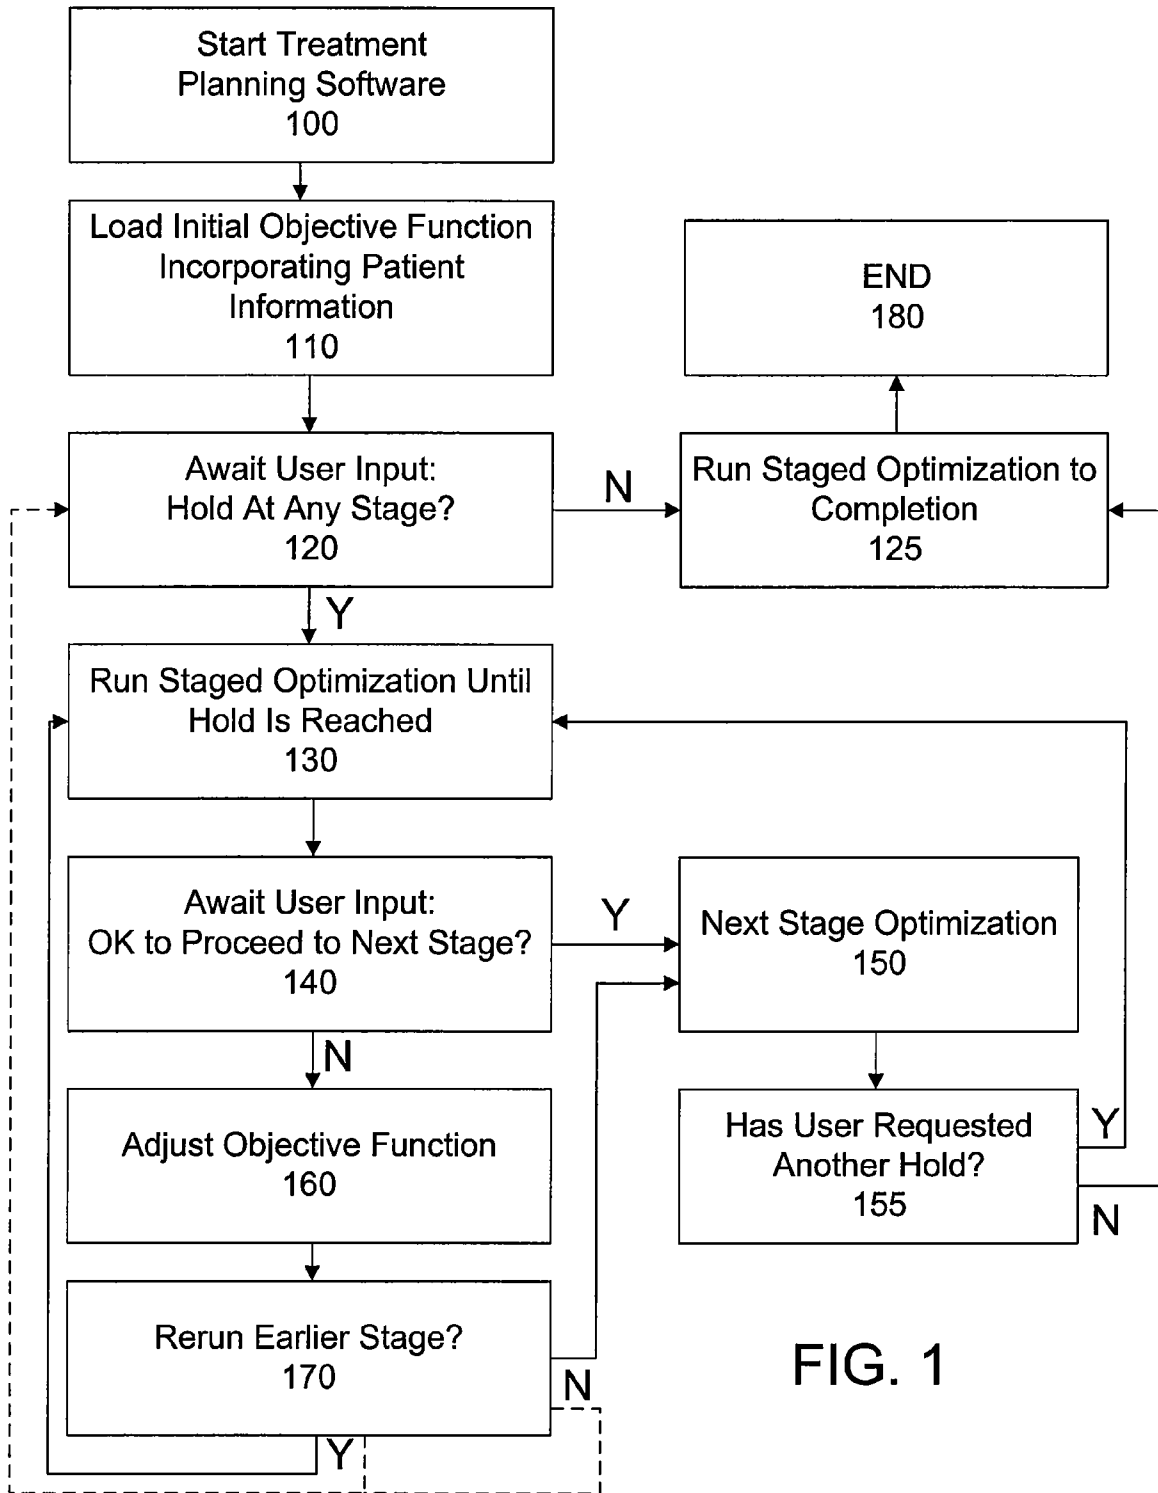 Start Treatment
Planning Software
100
Load Initial Objective Function
Incorporating Patient
Information
110
END
180
Await User Input:
Hold At Any Stage?
120
N
Run Staged Optimization to
Completion
125
Y
Run Staged Optimization Until
Hold Is Reached
130
Await User Input:
OK to Proceed to Next Stage?
140
Y
Next Stage Optimization
150
N
Has User Requested
Another Hold?
155
Y
N
Adjust Objective Function
160
Rerun Earlier Stage?
170
N
Y
FIG. 1